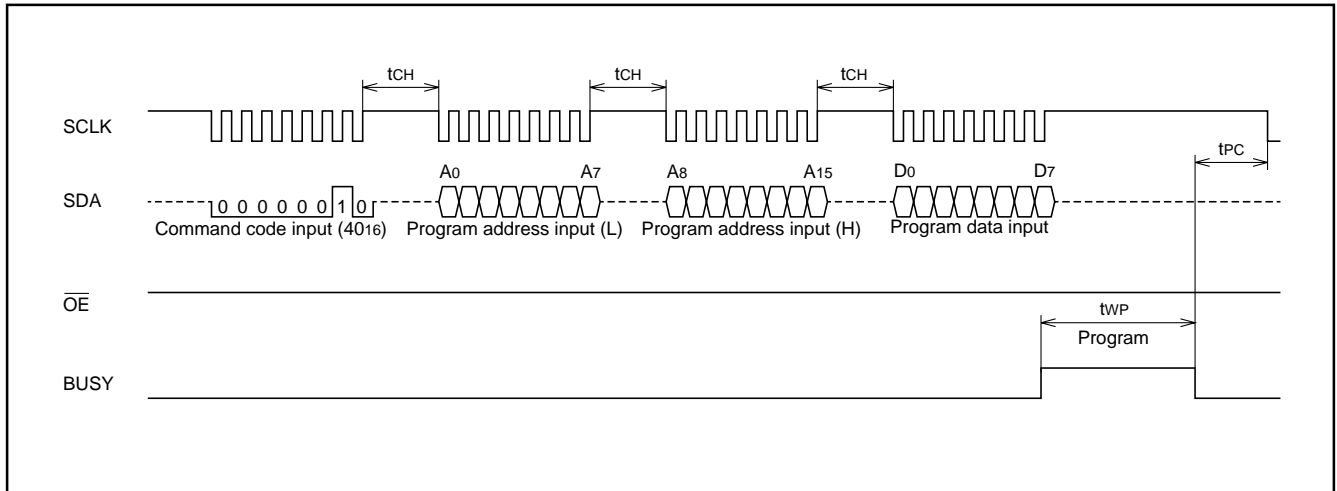 tCH tCH tCH
SCLK
tPC
A0 A7 A8 A15 D0 D7
SDA
0 0 0 0 0 0 1 0
Command code input (4016) Program address input (L) Program address input (H) Program data input
OE
tWP
Program
BUSY